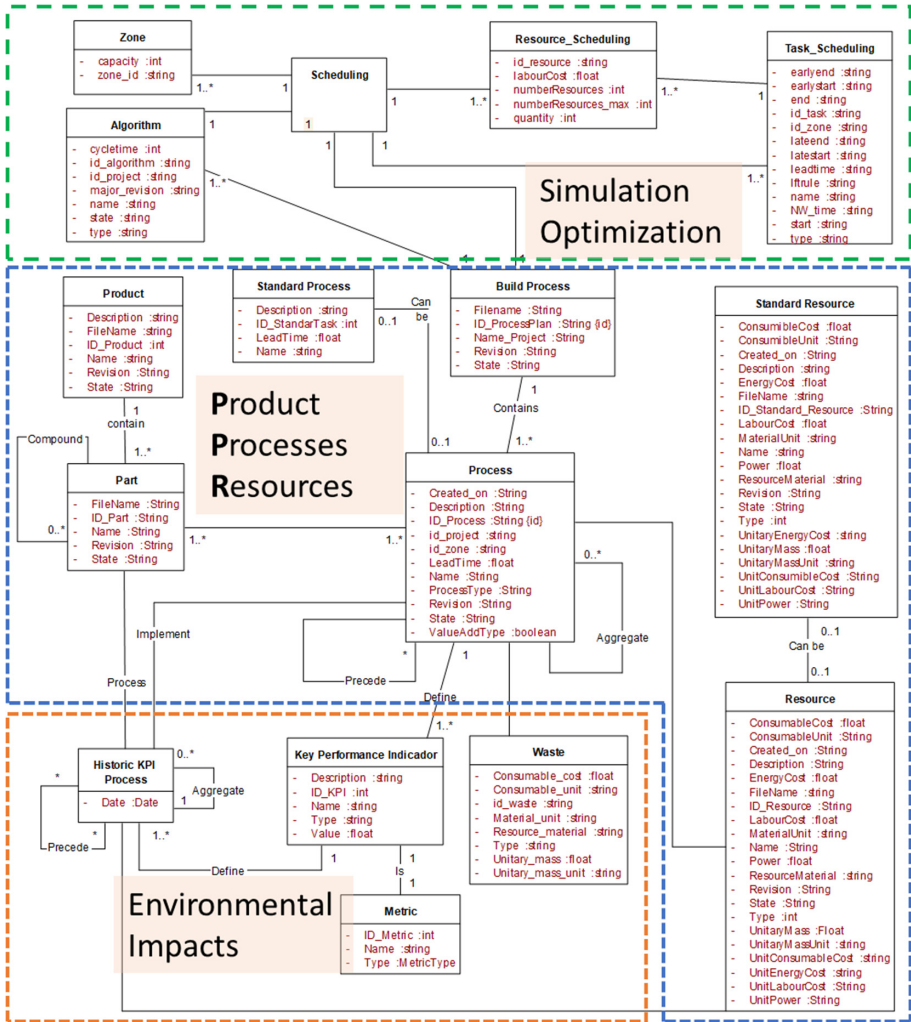 Zone
- capacity :int
- zone_id :string
1..*
1
Scheduling
1
1
1
1
1
Resource_Scheduling
- id_resource :string
- labourCost :float
- numberResources :int
- numberResources_max :int
- quantity :int
1..*
1..*
1
Task_Scheduling
- earlyend :string
- earlystart :string
- end :string
- id_task :string
- id_zone :string
- lateend :string
- latestart :string
- leadtime :string
- lftrule :string
- name :string
- NW_time :string
- start :string
- type :string
1..*
Algorithm
- cycletime :int
- id_algorithm :string
- id_project :string
- major_revision :string
- name :string
- state :string
- type :string
1..*
Simulation
Optimization
Product
- Description :string
- FileName :string
- ID_Product :int
- Name :string
- Revision :String
- State :String
1
contain
1..*
Standard Process
- Description :string
- ID_StandarTask :int
- LeadTime :float
- Name :string
Can
be
0..1
0..1
Build Process
- Filename :String
- ID_ProcessPlan :String {id}
- Name_Project :String
- Revision :String
- State :String
1
Contains
1..*
Standard Resource
- ConsumibleCost :float
- ConsumibleUnit :String
- Created_on :String
- Description :string
- EnergyCost :float
- FileName :string
- ID_Standard_Resource :String
- LabourCost :float
- MaterialUnit :string
- Name :string
- Power :float
- ResourceMaterial :string
- Revision :String
- State :String
- Type :int
- UnitaryEnergyCost :string
- UnitaryMass :float
- UnitaryMassUnit :string
- UnitConsumibleCost :String
- UnitLabourCost :String
- UnitPower :String
0..1
Can be
0..1
Product
Processes
Resources
Compound
0..*
Part
- FileName :String
- ID_Part :String
- Name :String
- Revision :String
- State :String
1..*
1..*
Process
- Created_on :String
- Description :String
- ID_Process :String {id}
- id_project :string
- id_zone :string
- LeadTime :float
- Name :String
- ProcessType :String
- Revision :String
- State :String
- ValueAddType :boolean
0..*
Aggregate
*
Precede
1
Define
1..*
Implement
Process
Resource
- ConsumableCost :float
- ConsumableUnit :String
- Created_on :String
- Description :String
- EnergyCost :float
- FileName :string
- ID_Resource :String
- LabourCost :float
- MaterialUnit :string
- Name :String
- Power :float
- ResourceMaterial :string
- Revision :String
- State :String
- Type :int
- UnitaryMass :Float
- UnitaryMassUnit :string
- UnitConsumableCost :string
- UnitEnergyCost :string
- UnitLabourCost :String
- UnitPower :String
Historic KPI
Process
- Date :Date
0..*
Aggregate
1
*
*
Precede
1..*
Define
Key Performance Indicador
- Description :string
- ID_KPI :int
- Name :string
- Type :string
- Value :float
1
1
Is
1
Waste
- Consumable_cost :float
- Consumable_unit :string
- id_waste :string
- Material_unit :string
- Resource_material :string
- Type :string
- Unitary_mass :float
- Unitary_mass_unit :string
Metric
- ID_Metric :int
- Name :string
- Type :MetricType
Environmental
Impacts